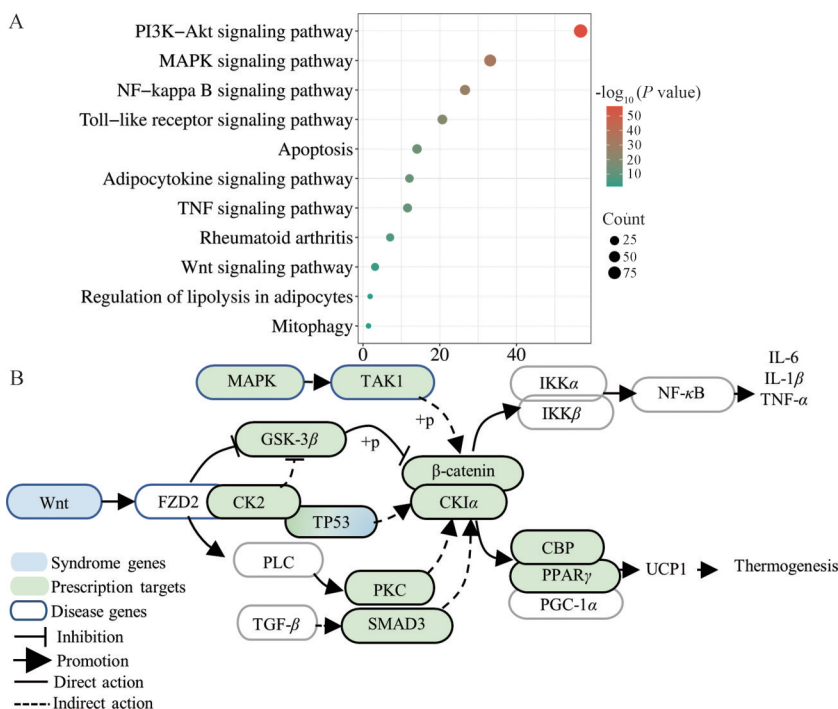 A
PI3K−Akt signaling pathway
MAPK signaling pathway
NF−kappa B signaling pathway
Toll−like receptor signaling pathway
Apoptosis
Adipocytokine signaling pathway
TNF signaling pathway
Rheumatoid arthritis
Wnt signaling pathway
Regulation of lipolysis in adipocytes
Mitophagy
0 20 40
-log10 (P value)
50
40
30
20
10
Count
25
50
75
B
MAPK
TAK1
+p
GSK-3β
+p
Wnt
FZD2
CK2
TP53
PLC
PKC
TGF-β
SMAD3
β-catenin
CKIα
IKKα
IKKβ
NF-κB
IL-6
IL-1β
TNF-α
CBP
PPARγ
PGC-1α
UCP1
Thermogenesis
Syndrome genes
Prescription targets
Disease genes
Inhibition
Promotion
Direct action
Indirect action